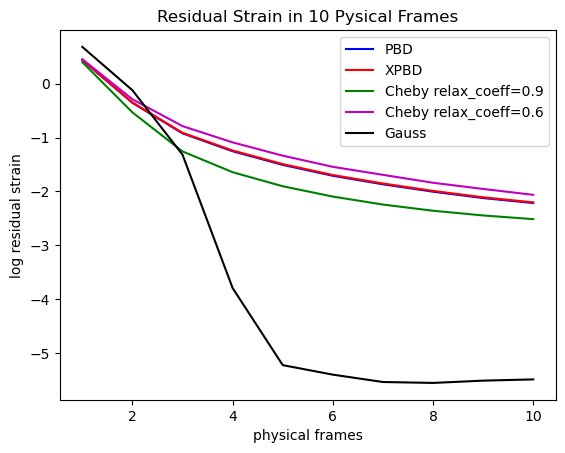 Residual Strain in 10 Pysical Frames
PBD
XPBD
Cheby relax_coeff=0.9
Cheby relax_coeff=0.6
Gauss
log residual strain
0
−1
−2
−3
−4
−5
2
4
6
8
10
physical frames